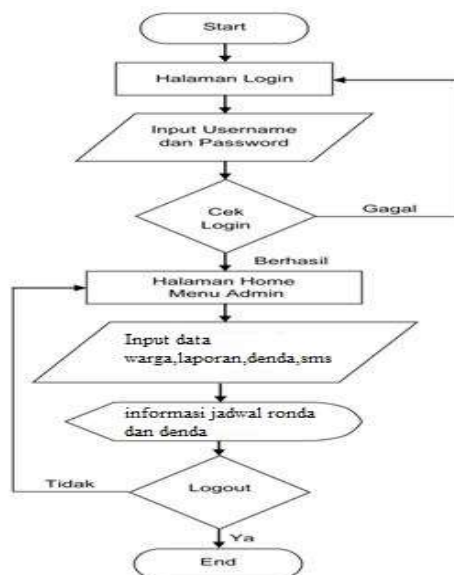 Start
Halaman Login
Input Username
dan Password
Cek
Login
Gagal
Berhasil
Halaman Home
Menu Admin
Input data
warga,laporan,denda,sms
informasi jadwal ronda
dan denda
Tidak
Logout
Ya
End